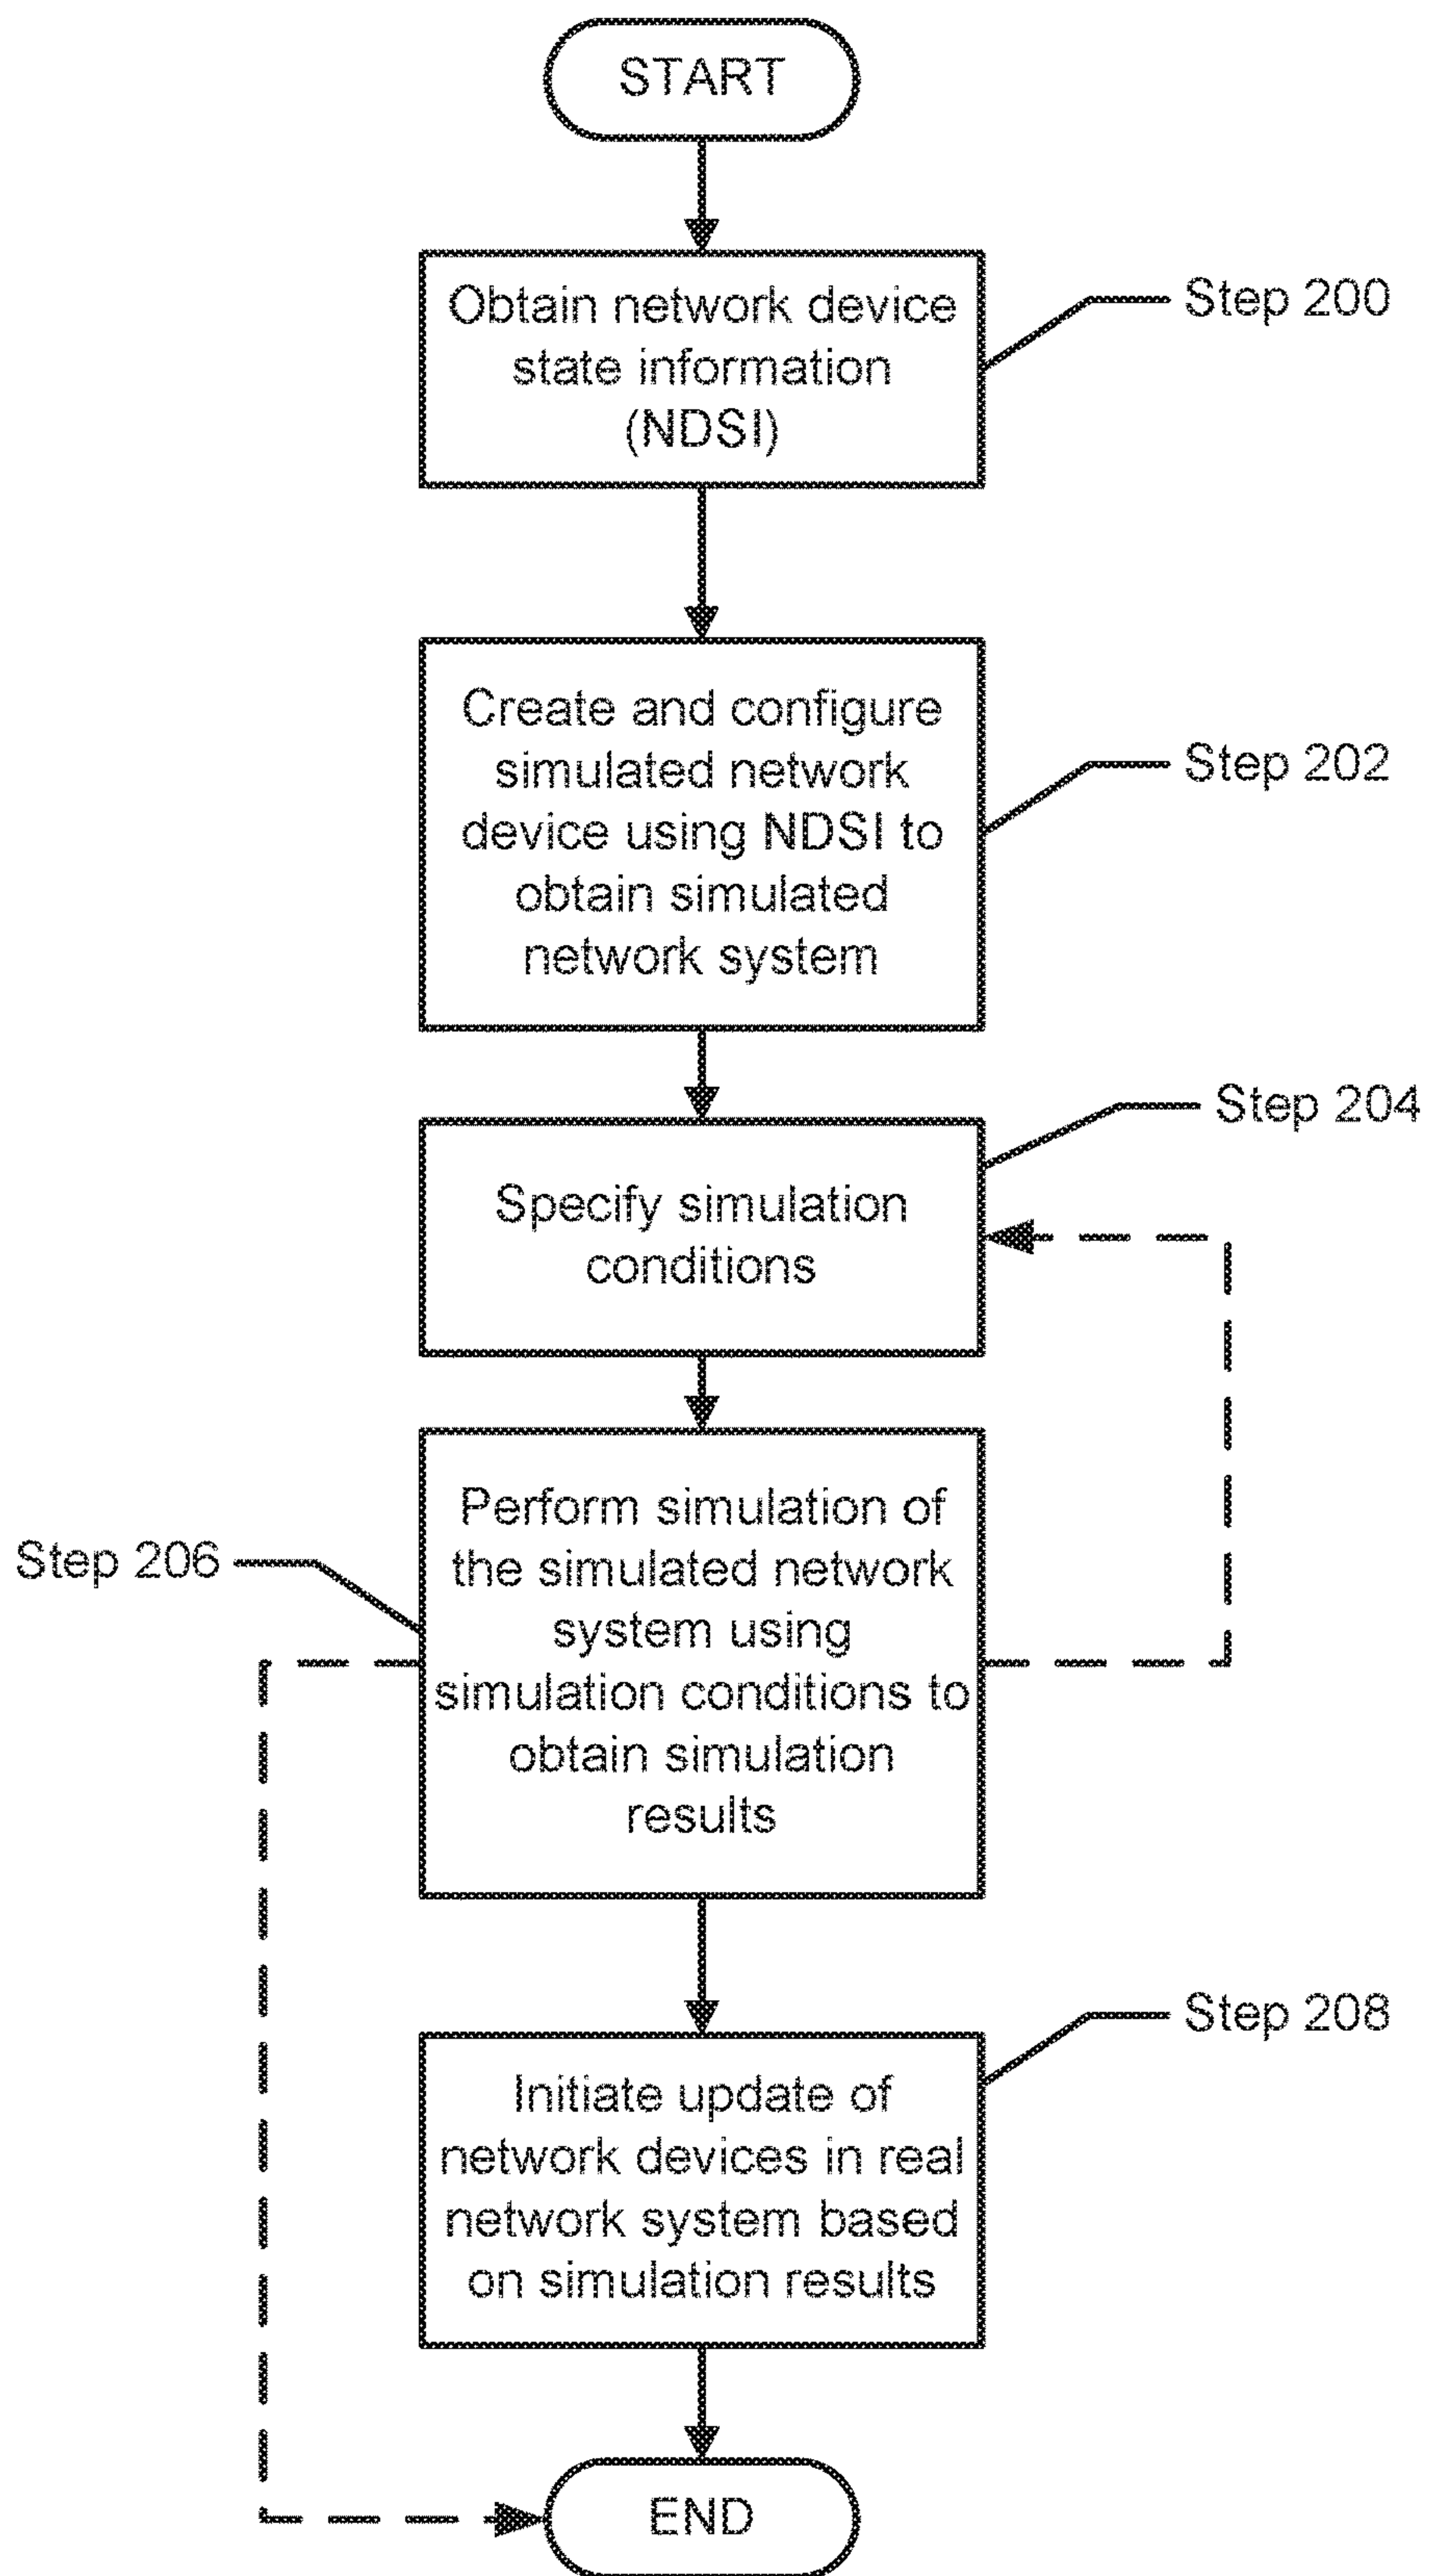 START
Obtain network device
state information
(NDSI)
Step 200
Create and configure
simulated network
device using NDSI to
obtain simulated
network system
Step 202
Step 204
Specify simulation
conditions
Perform simulation of
the simulated network
system using
simulation conditions to
obtain simulation
results
Step 206
Step 208
Initiate update of
network devices in real
network system based
on simulation results
END